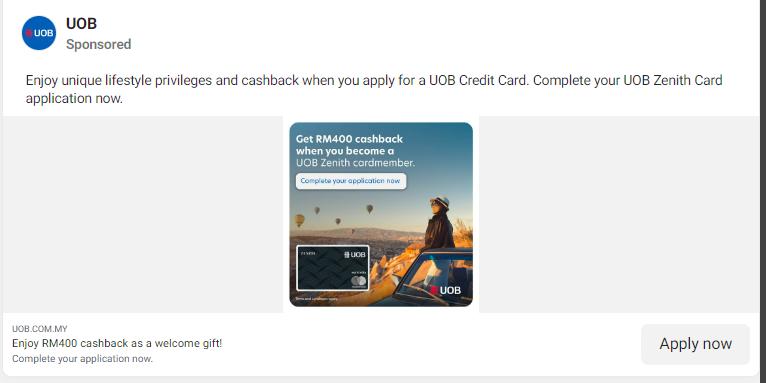 UOB
UOB
Sponsored
Enjoy unique lifestyle privileges and cashback when you apply for a UOB Credit Card. Complete your UOB Zenith Card
application now.
Get RM400 cashback
when you become a
UOB Zenith cardmember.
Complete your application now
ZENITH
UOB
UOB
Terms and conditions apply.
UOB.COM.MY
Enjoy RM400 cashback as a welcome gift!
Complete your application now.
Apply now